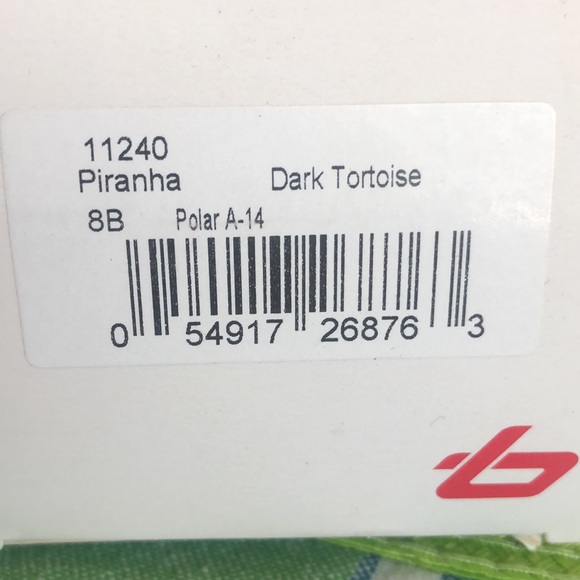 11240
Piranha Dark Tortoise
8B Polar A-14
0 54917 26876 3